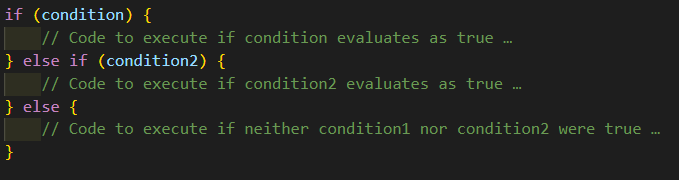 if (condition) {
    // Code to execute if condition evaluates as true …
} else if (condition2) {
    // Code to execute if condition2 evaluates as true …
} else {
    // Code to execute if neither condition1 nor condition2 were true …
}